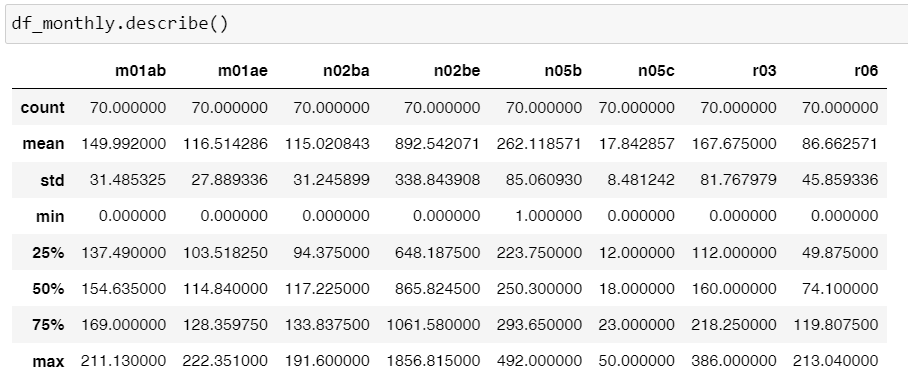 df_monthly.describe()
m01ab m01ae n02ba n02be n05b n05c r03 r06
count 70.000000 70.000000 70.000000 70.000000 70.000000 70.000000 70.000000 70.000000
mean 149.992000 116.514286 115.020843 892.542071 262.118571 17.842857 167.675000 86.662571
std 31.485325 27.889336 31.245899 338.843908 85.060930 8.481242 81.767979 45.859336
min 0.000000 0.000000 0.000000 0.000000 1.000000 0.000000 0.000000 0.000000
25% 137.490000 103.518250 94.375000 648.187500 223.750000 12.000000 112.000000 49.875000
50% 154.635000 114.840000 117.225000 865.824500 250.300000 18.000000 160.000000 74.100000
75% 169.000000 128.359750 133.837500 1061.580000 293.650000 23.000000 218.250000 119.807500
max 211.130000 222.351000 191.600000 1856.815000 492.000000 50.000000 386.000000 213.040000